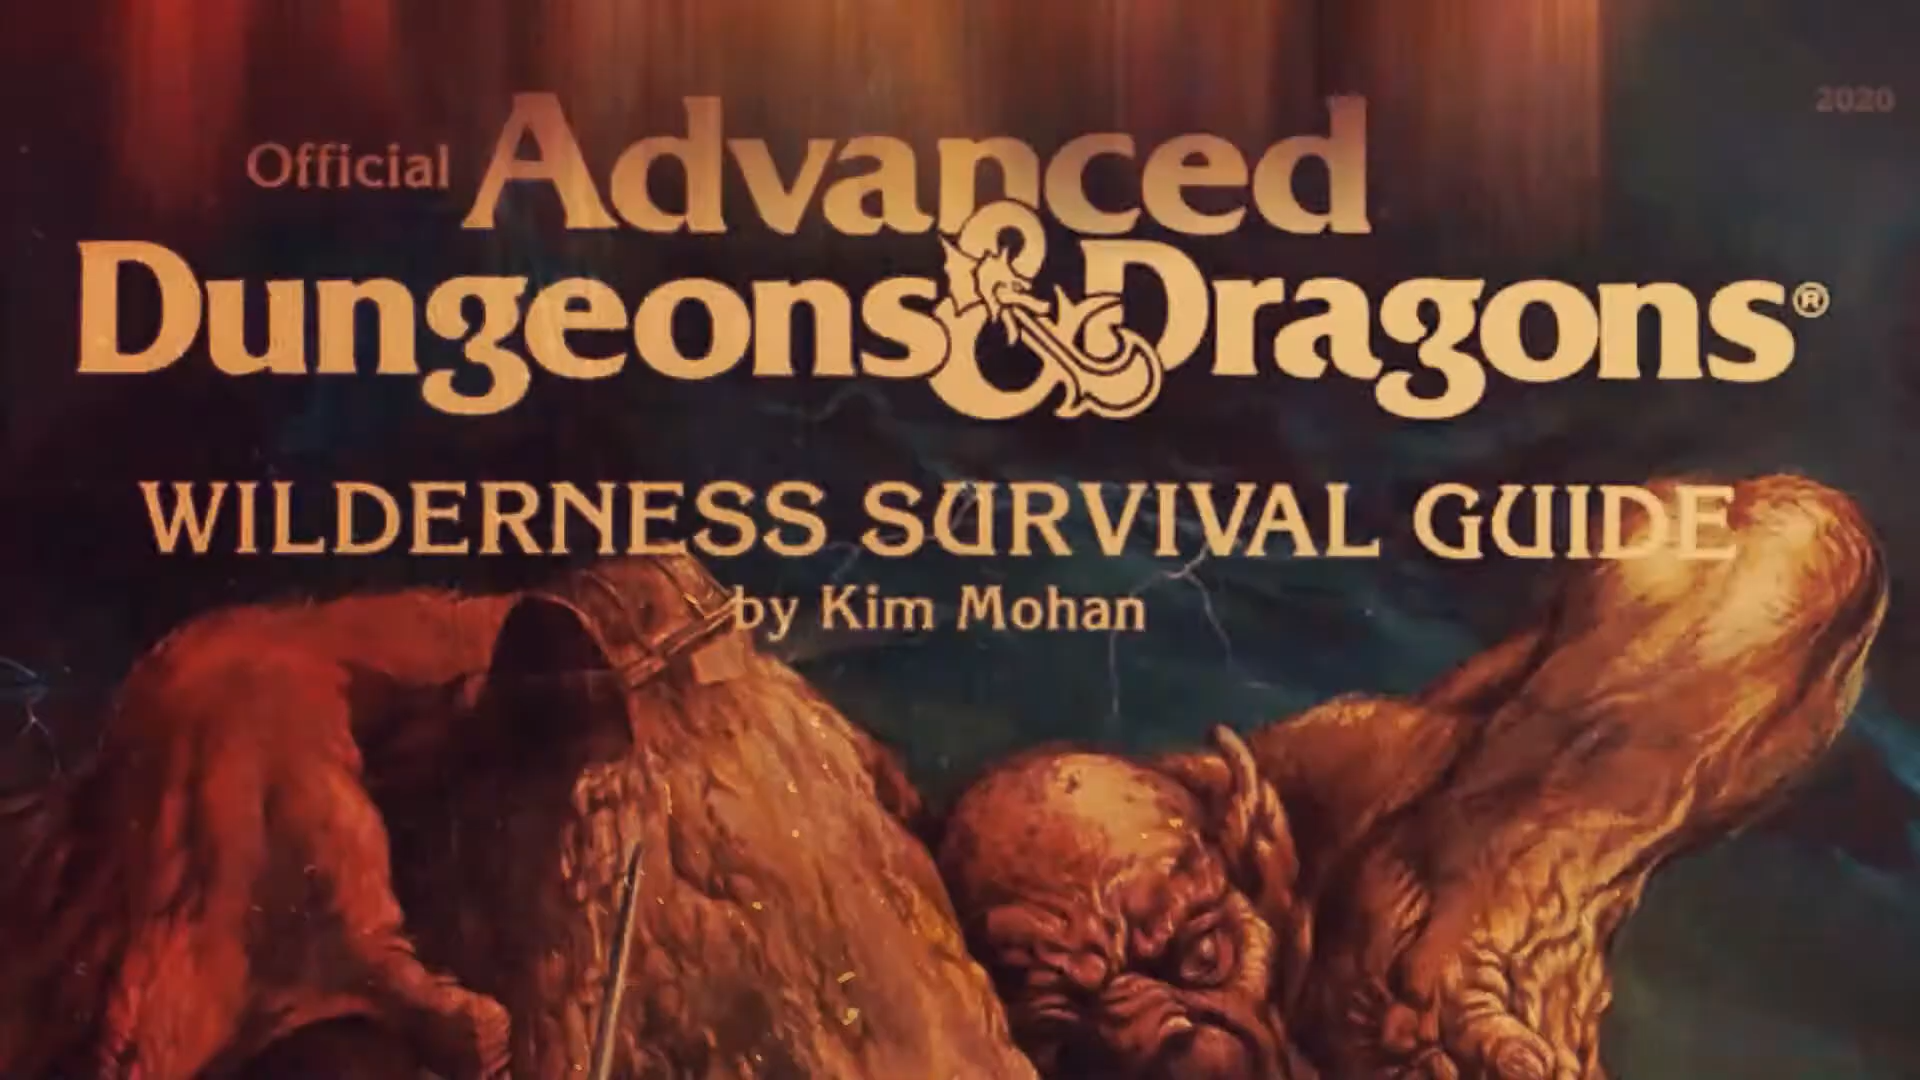 2020
Official Advanced
Dungeons & Dragons®
WILDERNESS SURVIVAL GUIDE
by Kim Mohan